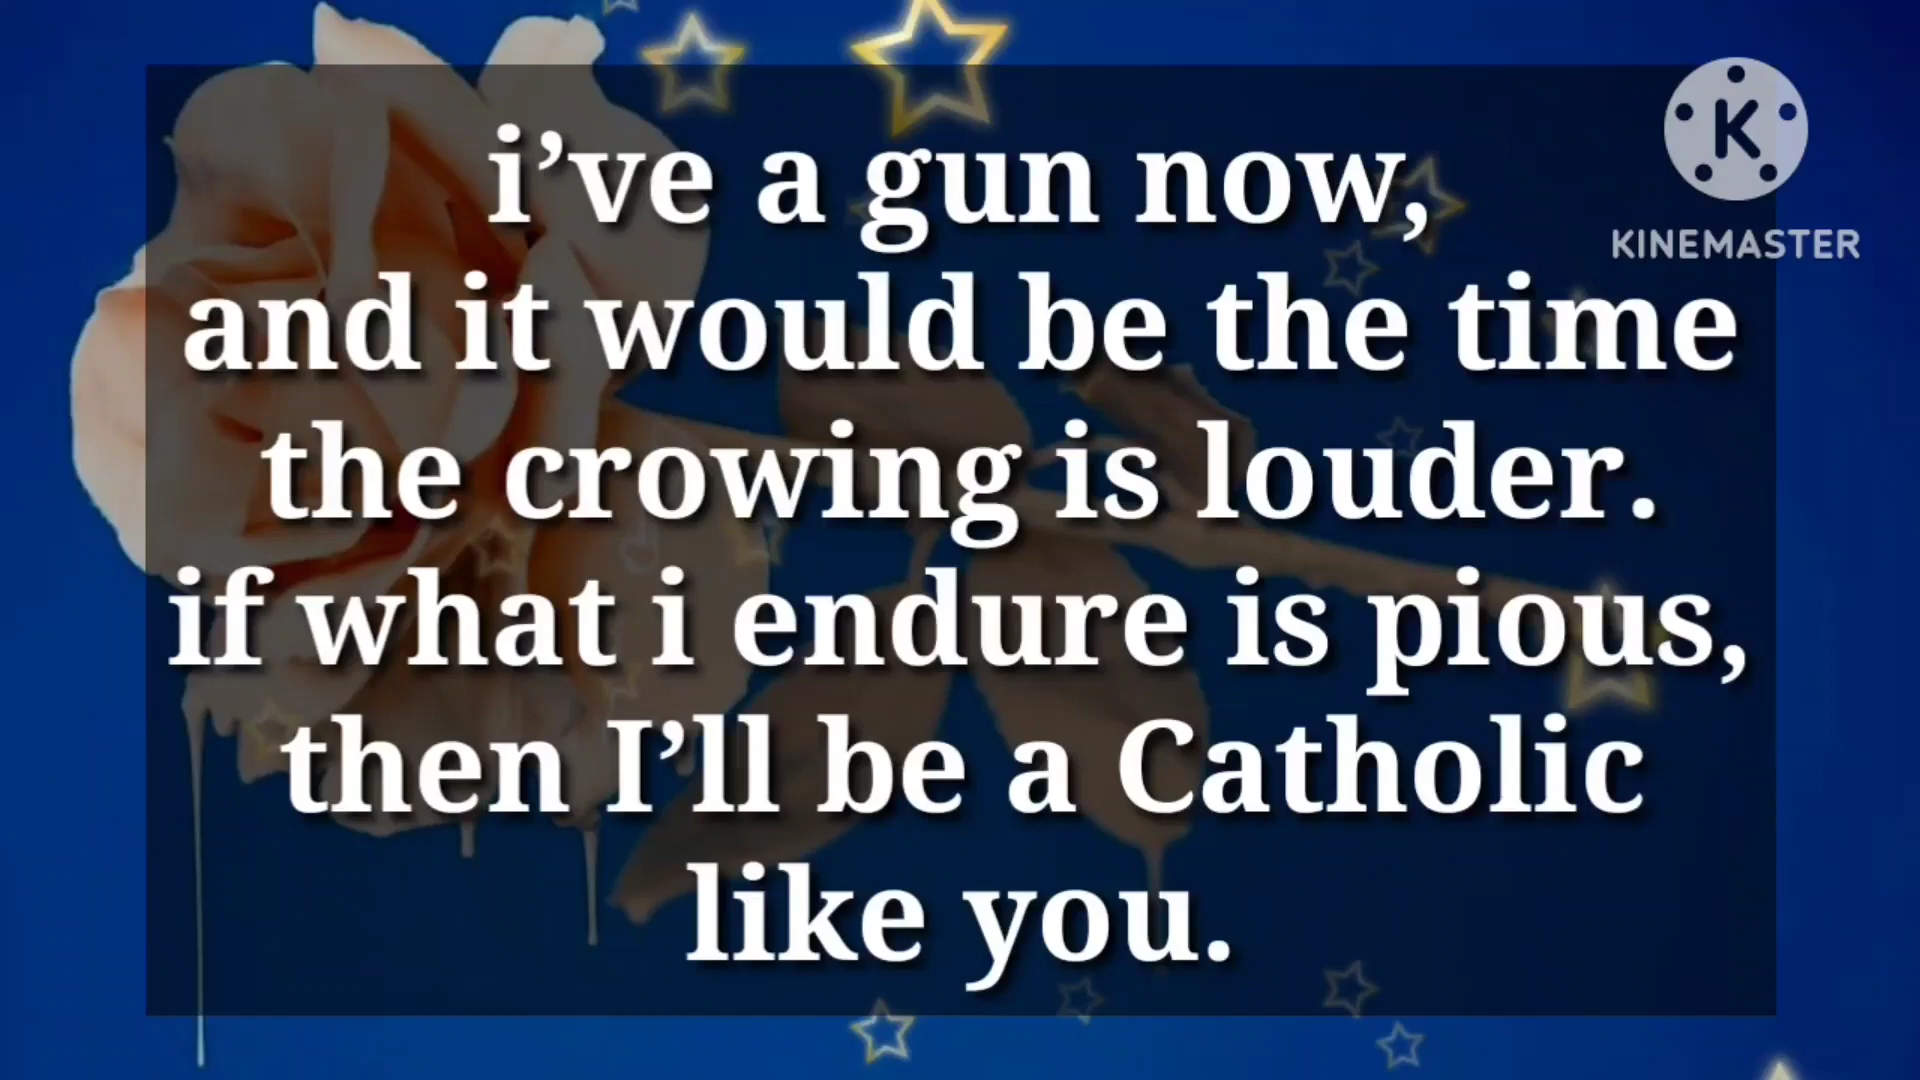 i’ve a gun now,
and it would be the time
the crowing is louder.
if what i endure is pious,
then I’ll be a Catholic
like you.
K
KINEMASTER